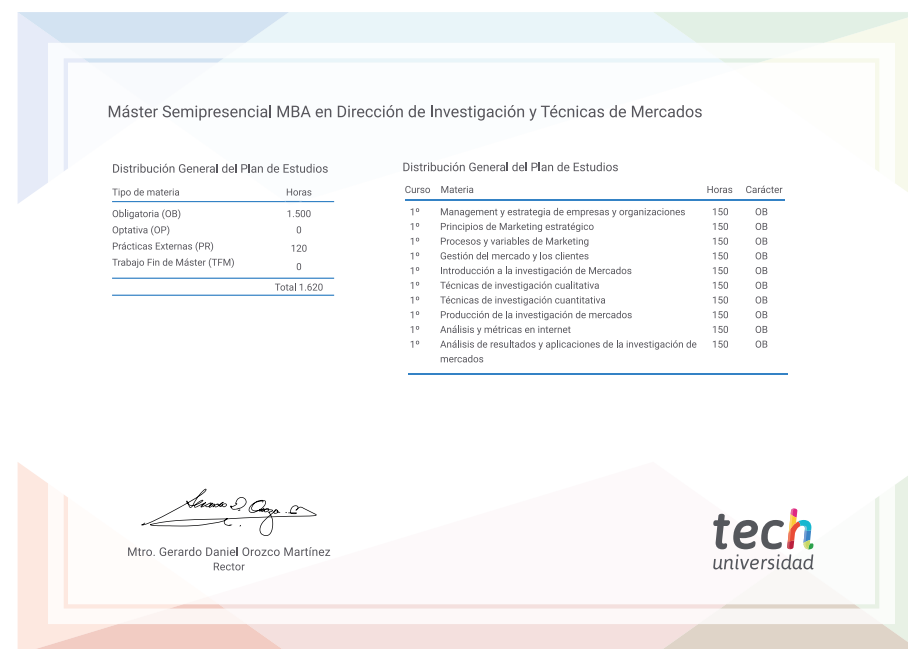 Máster Semipresencial MBA en Dirección de Investigación y Técnicas de Mercados
Distribución General del Plan de Estudios
Tipo de materia Horas
Obligatoria (OB) 1.500
Optativa (OP) 0
Prácticas Externas (PR) 120
Trabajo Fin de Máster (TFM) 0
Total 1.620
Distribución General del Plan de Estudios
Curso Materia Horas Carácter
1º Management y estrategia de empresas y organizaciones 150 OB
1º Principios de Marketing estratégico 150 OB
1º Procesos y variables de Marketing 150 OB
1º Gestión del mercado y los clientes 150 OB
1º Introducción a la investigación de Mercados 150 OB
1º Técnicas de investigación cualitativa 150 OB
1º Técnicas de investigación cuantitativa 150 OB
1º Producción de la investigación de mercados 150 OB
1º Análisis y métricas en internet 150 OB
1º Análisis de resultados y aplicaciones de la investigación de 150 OB
mercados
Mtro. Gerardo Daniel Orozco Martínez
Rector
tech
universidad